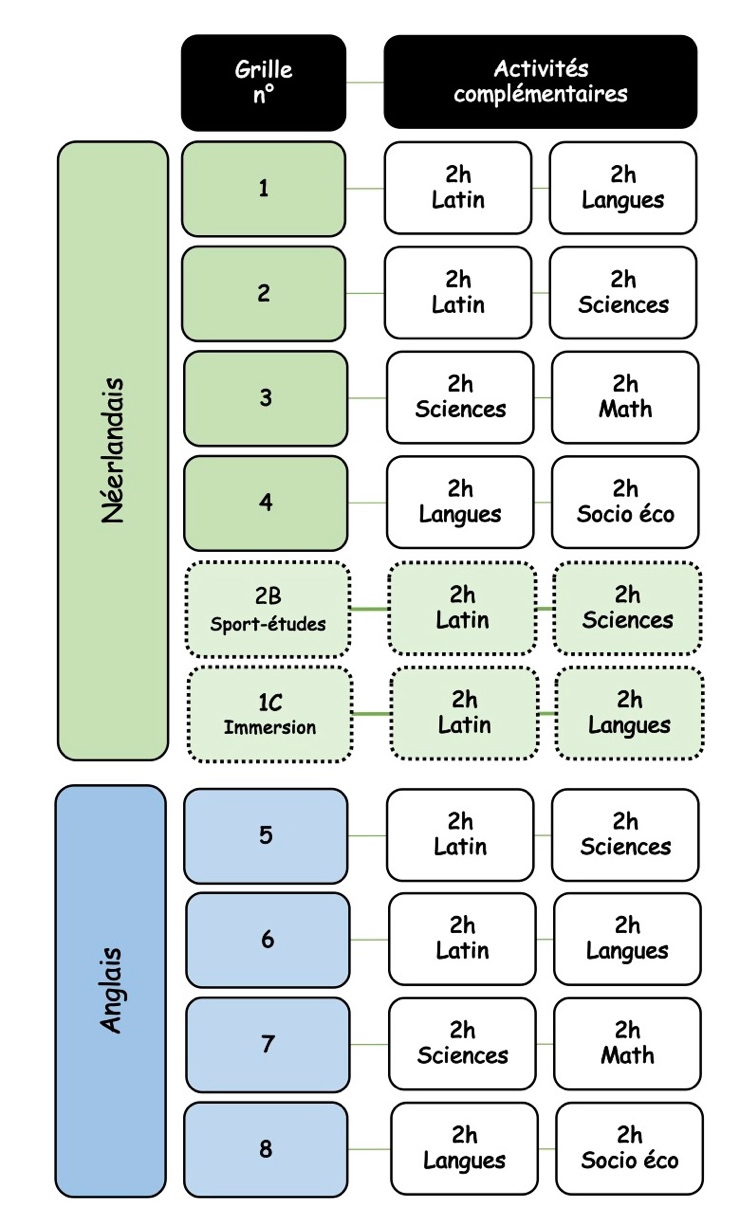 Grille
n°
Activités
complémentaires
Néerlandais
1
2h
Latin
2h
Langues
2
2h
Latin
2h
Sciences
3
2h
Sciences
2h
Math
4
2h
Langues
2h
Socio éco
2B
Sport-études
2h
Latin
2h
Sciences
1C
Immersion
2h
Latin
2h
Langues
Anglais
5
2h
Latin
2h
Sciences
6
2h
Latin
2h
Langues
7
2h
Sciences
2h
Math
8
2h
Langues
2h
Socio éco